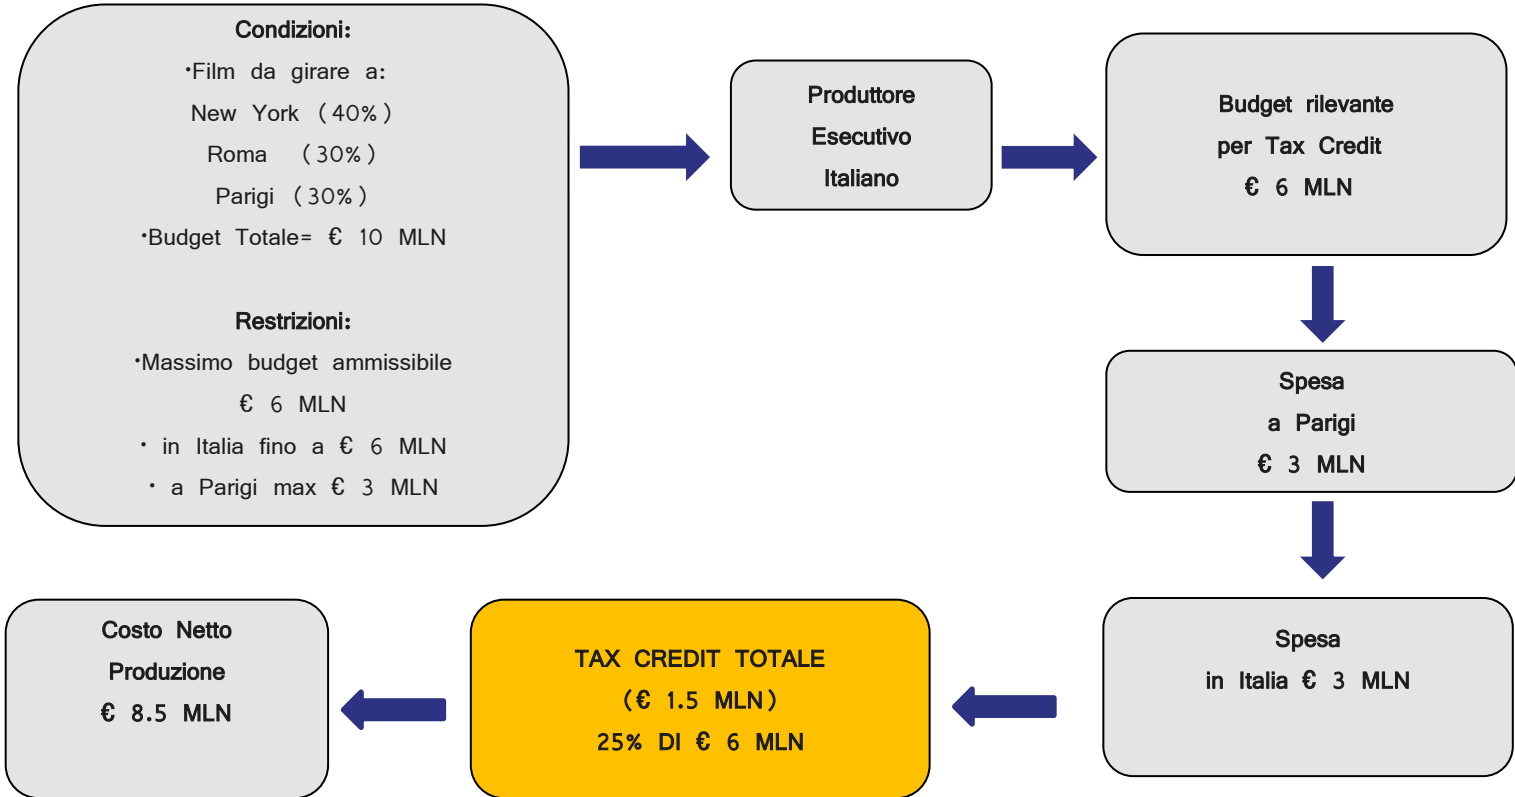 Condizioni:
·Film da girare a:
New York (40%)
Roma (30%)
Parigi (30%)
·Budget Totale= € 10 MLN
Restrizioni:
·Massimo budget ammissibile
€ 6 MLN
· in Italia fino a € 6 MLN
· a Parigi max € 3 MLN
Produttore
Esecutivo
Italiano
Budget rilevante
per Tax Credit
€ 6 MLN
Spesa
a Parigi
€ 3 MLN
Spesa
in Italia € 3 MLN
TAX CREDIT TOTALE
(€ 1.5 MLN)
25% DI € 6 MLN
Costo Netto
Produzione
€ 8.5 MLN